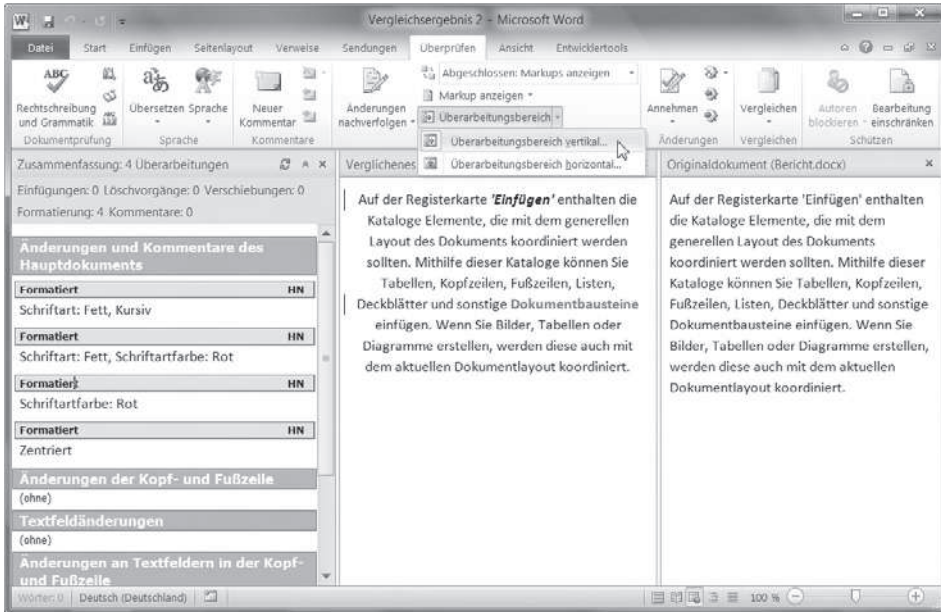 Vergleichsergebnis 2 - Microsoft Word
Datei Start Einfügen Seitenlayout Verweise Sendungen Überprüfen Ansicht Entwicklertools
ABC
Rechtschreibung und Grammatik
Übersetzen Sprache
Neuer Kommentar
Änderungen nachverfolgen
Abgeschlossen: Markups anzeigen
Markup anzeigen
Überarbeitungsbereich
Annehmen
Vergleichen
Autoren blockieren
Bearbeitung einschränken
Dokumentprüfung Sprache Kommentare Änderungen Vergleichen Schützen
Überarbeitungsbereich vertikal...
Überarbeitungsbereich horizontal...
Zusammenfassung: 4 Überarbeitungen
Einfügungen: 0 Löschvorgänge: 0 Verschiebungen: 0
Formatierung: 4 Kommentare: 0
Änderungen und Kommentare des
Hauptdokuments
Formatiert HN
Schriftart: Fett, Kursiv
Formatiert HN
Schriftart: Fett, Schriftartfarbe: Rot
Formatiert HN
Schriftartfarbe: Rot
Formatiert HN
Zentriert
Änderungen der Kopf- und Fußzeile
(ohne)
Textfeldänderungen
(ohne)
Änderungen an Textfeldern in der Kopf-
und Fußzeile
Verglichenes
Auf der Registerkarte 'Einfügen' enthalten die
Kataloge Elemente, die mit dem generellen
Layout des Dokuments koordiniert werden
sollten. Mithilfe dieser Kataloge können Sie
Tabellen, Kopfzeilen, Fußzeilen, Listen,
Deckblätter und sonstige Dokumentbausteine
einfügen. Wenn Sie Bilder, Tabellen oder
Diagramme erstellen, werden diese auch mit
dem aktuellen Dokumentlayout koordiniert.
Originaldokument (Bericht.docx)
Auf der Registerkarte 'Einfügen' enthalten
die Kataloge Elemente, die mit dem
generellen Layout des Dokuments
koordiniert werden sollten. Mithilfe dieser
Kataloge können Sie Tabellen, Kopfzeilen,
Fußzeilen, Listen, Deckblätter und sonstige
Dokumentbausteine einfügen. Wenn Sie
Bilder, Tabellen oder Diagramme erstellen,
werden diese auch mit dem aktuellen
Dokumentlayout koordiniert.
Wörter: 0 Deutsch (Deutschland) 100 %